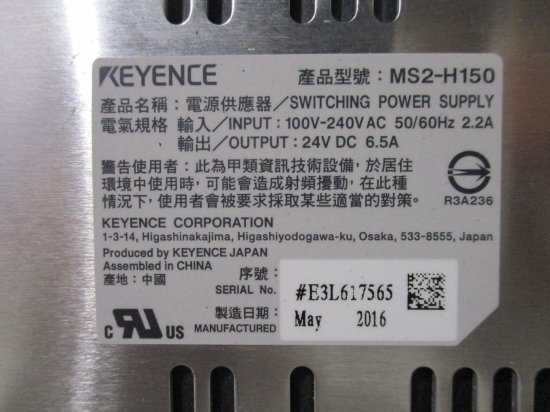 KEYENCE 產品型號：MS2-H150
產品名稱：電源供應器/SWITCHING POWER SUPPLY
電氣規格 輸入/INPUT : 100V-240V AC 50/60Hz 2.2A
輸出/OUTPUT : 24V DC 6.5A
警告使用者：此為甲類資訊技術設備，於居住
環境中使用時，可能會造成射頻擾動，在此種
情況下，使用者會被要求採取某些適當的對策。
R3A236
KEYENCE CORPORATION
1-3-14, Higashinakajima, Higashiyodogawa-ku, Osaka, 533-8555, Japan
Produced by KEYENCE JAPAN
Assembled in CHINA
產地：中國
序號：
SERIAL No.
#E3L617565
製造日期：
MANUFACTURED
May 2016
c RU US